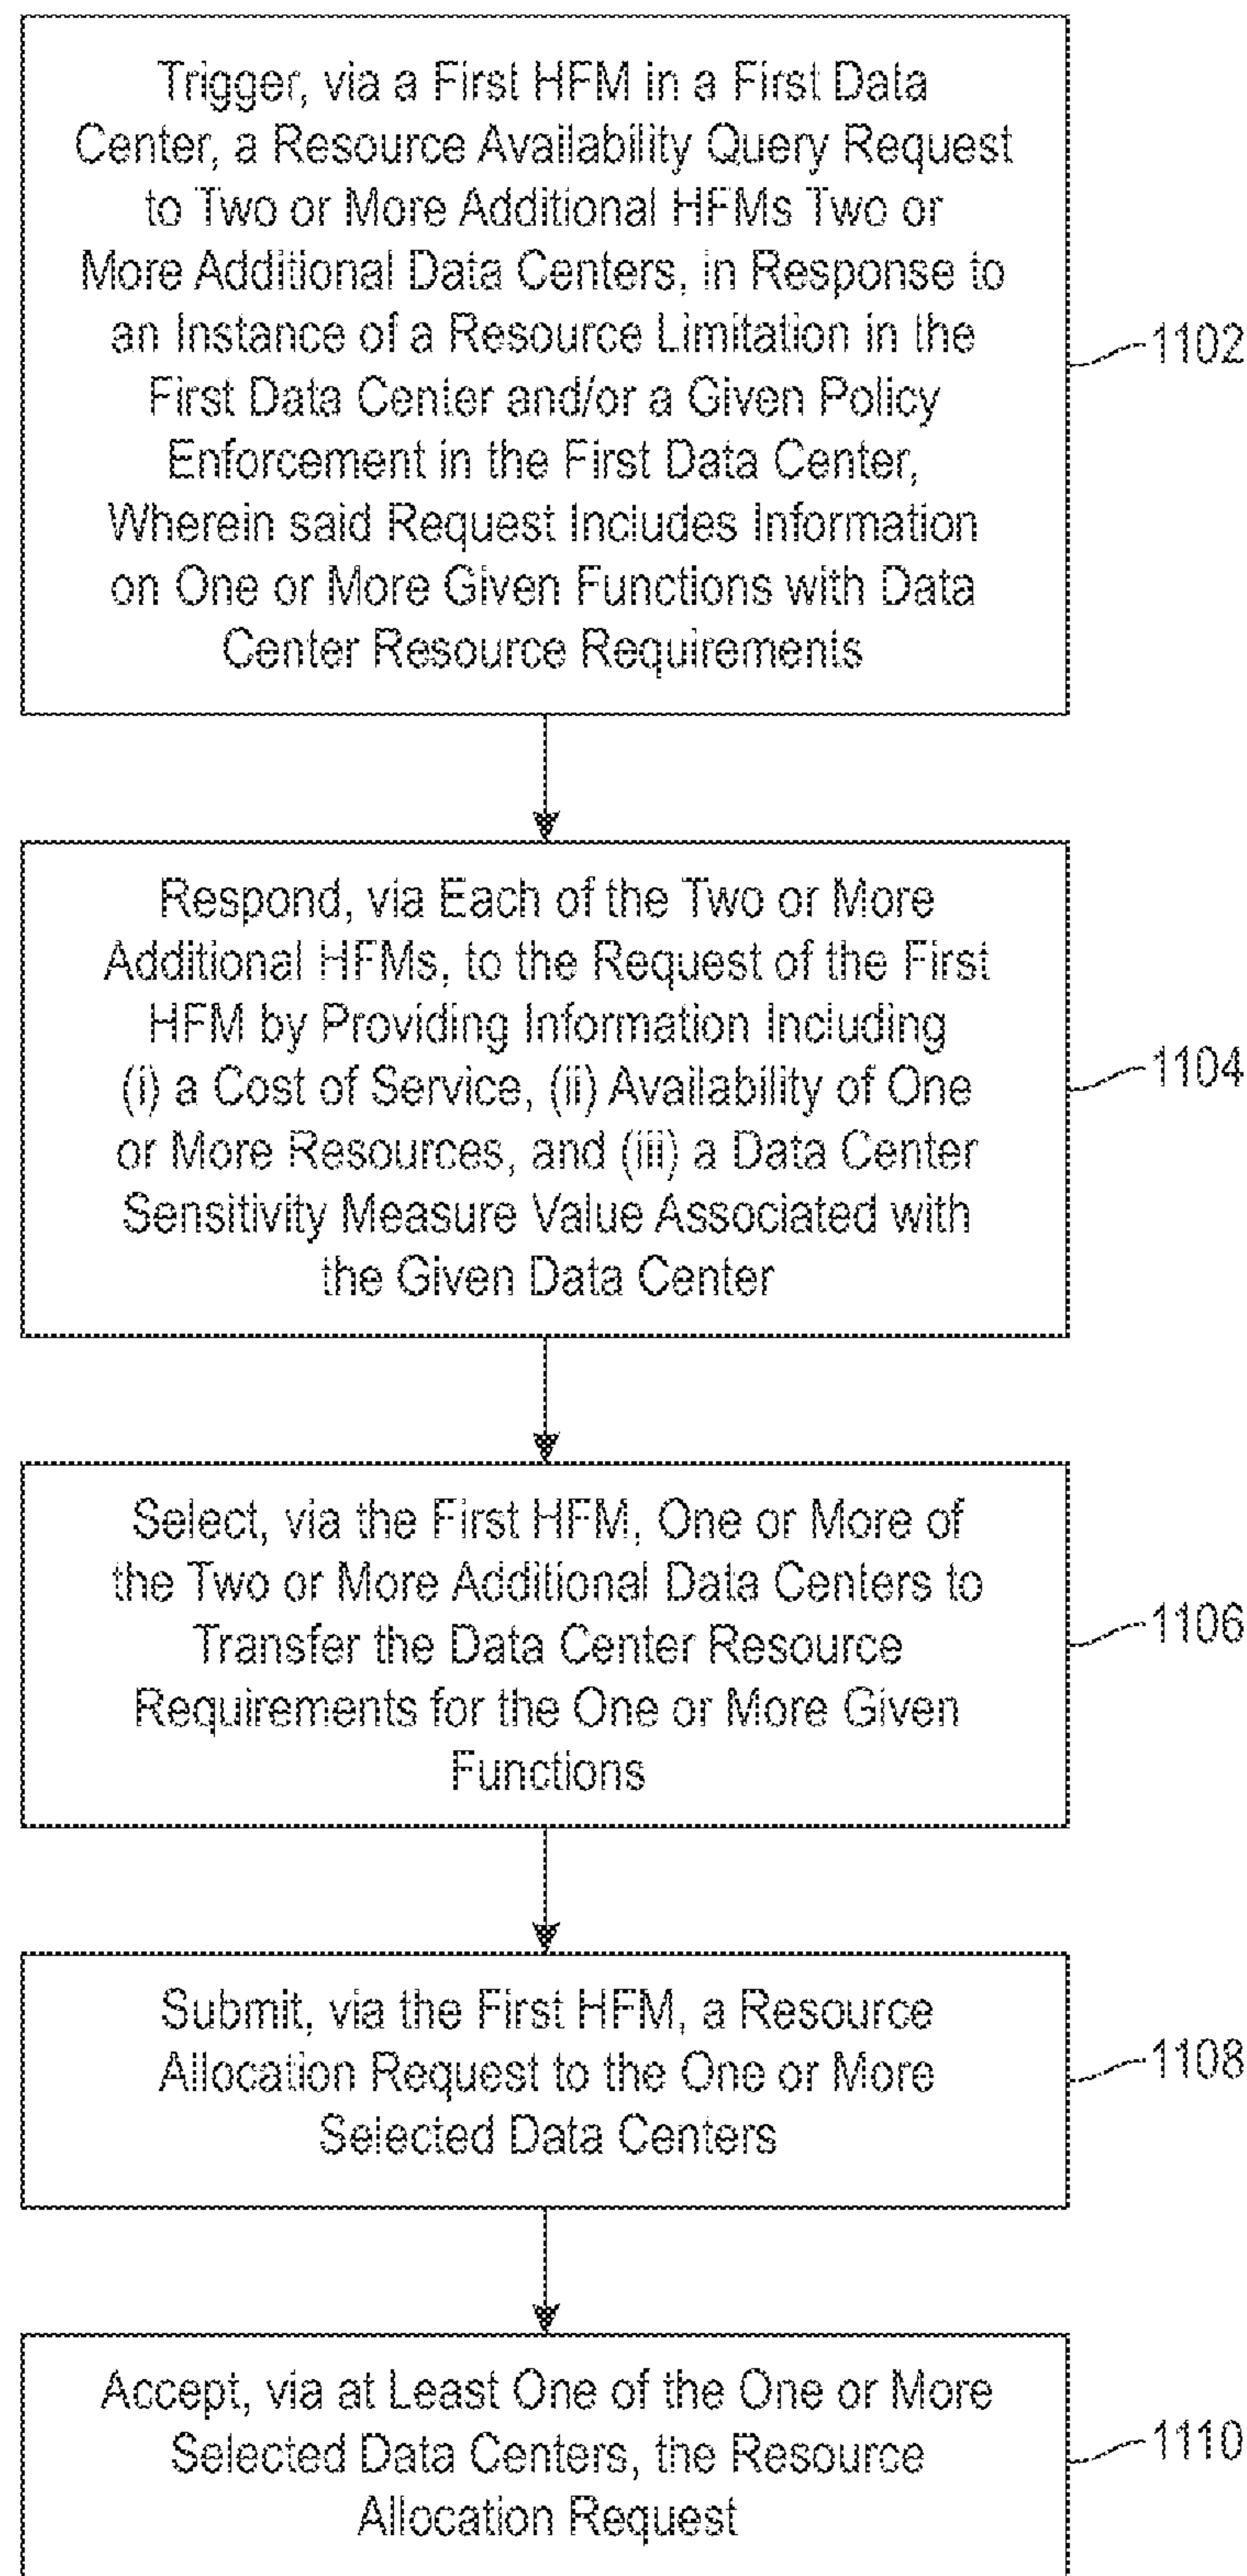 Trigger, via a First HFM in a First Data
Center, a Resource Availability Query Request
to Two or More Additional HFMs Two or
More Additional Data Centers, in Response to
an Instance of a Resource Limitation in the
First Data Center and/or a Given Policy
Enforcement in the First Data Center,
Wherein said Request Includes Information
on One or More Given Functions with Data
Center Resource Requirements
1102
Respond, via Each of the Two or More
Additional HFMs, to the Request of the First
HFM by Providing Information Including
(i) a Cost of Service, (ii) Availability of One
or More Resources, and (iii) a Data Center
Sensitivity Measure Value Associated with
the Given Data Center
1104
Select, via the First HFM, One or More of
the Two or More Additional Data Centers to
Transfer the Data Center Resource
Requirements for the One or More Given
Functions
1106
Submit, via the First HFM, a Resource
Allocation Request to the One or More
Selected Data Centers
1108
Accept, via at Least One of the One or More
Selected Data Centers, the Resource
Allocation Request
1110